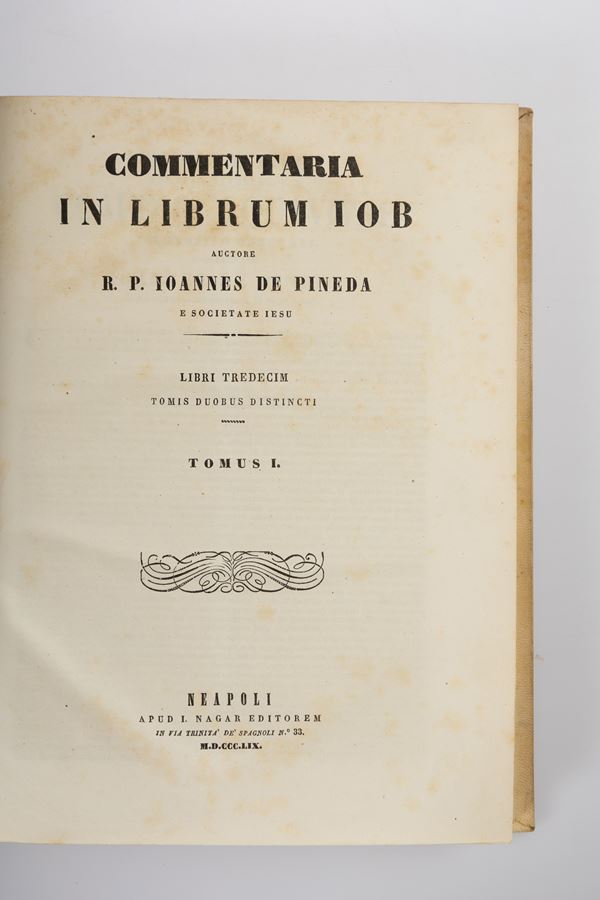 COMMENTARIA
IN LIBRUM IOB
AUCTORE
R. P. IOANNES DE PINEDA
E SOCIETATE IESU
LIBRI TREDECIM
TOMIS DUOBUS DISTINCTI
TOMUS I.
NEAPOLI
APUD I. NAGAR EDITOREM
IN VIA TRINITA' DE' SPAGNOLI N.º 33.
M.D.CCC.LIX.